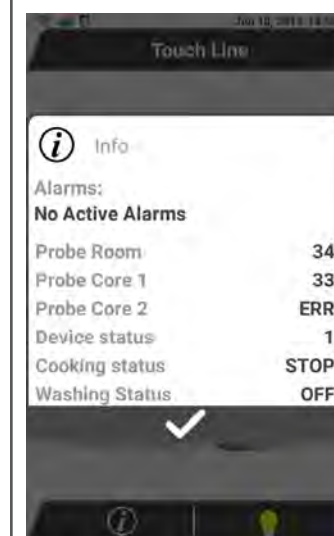 Touch Line
Info
Alarms:
No Active Alarms
Probe Room 34
Probe Core 1 33
Probe Core 2 ERR
Device status 1
Cooking status STOP
Washing Status OFF